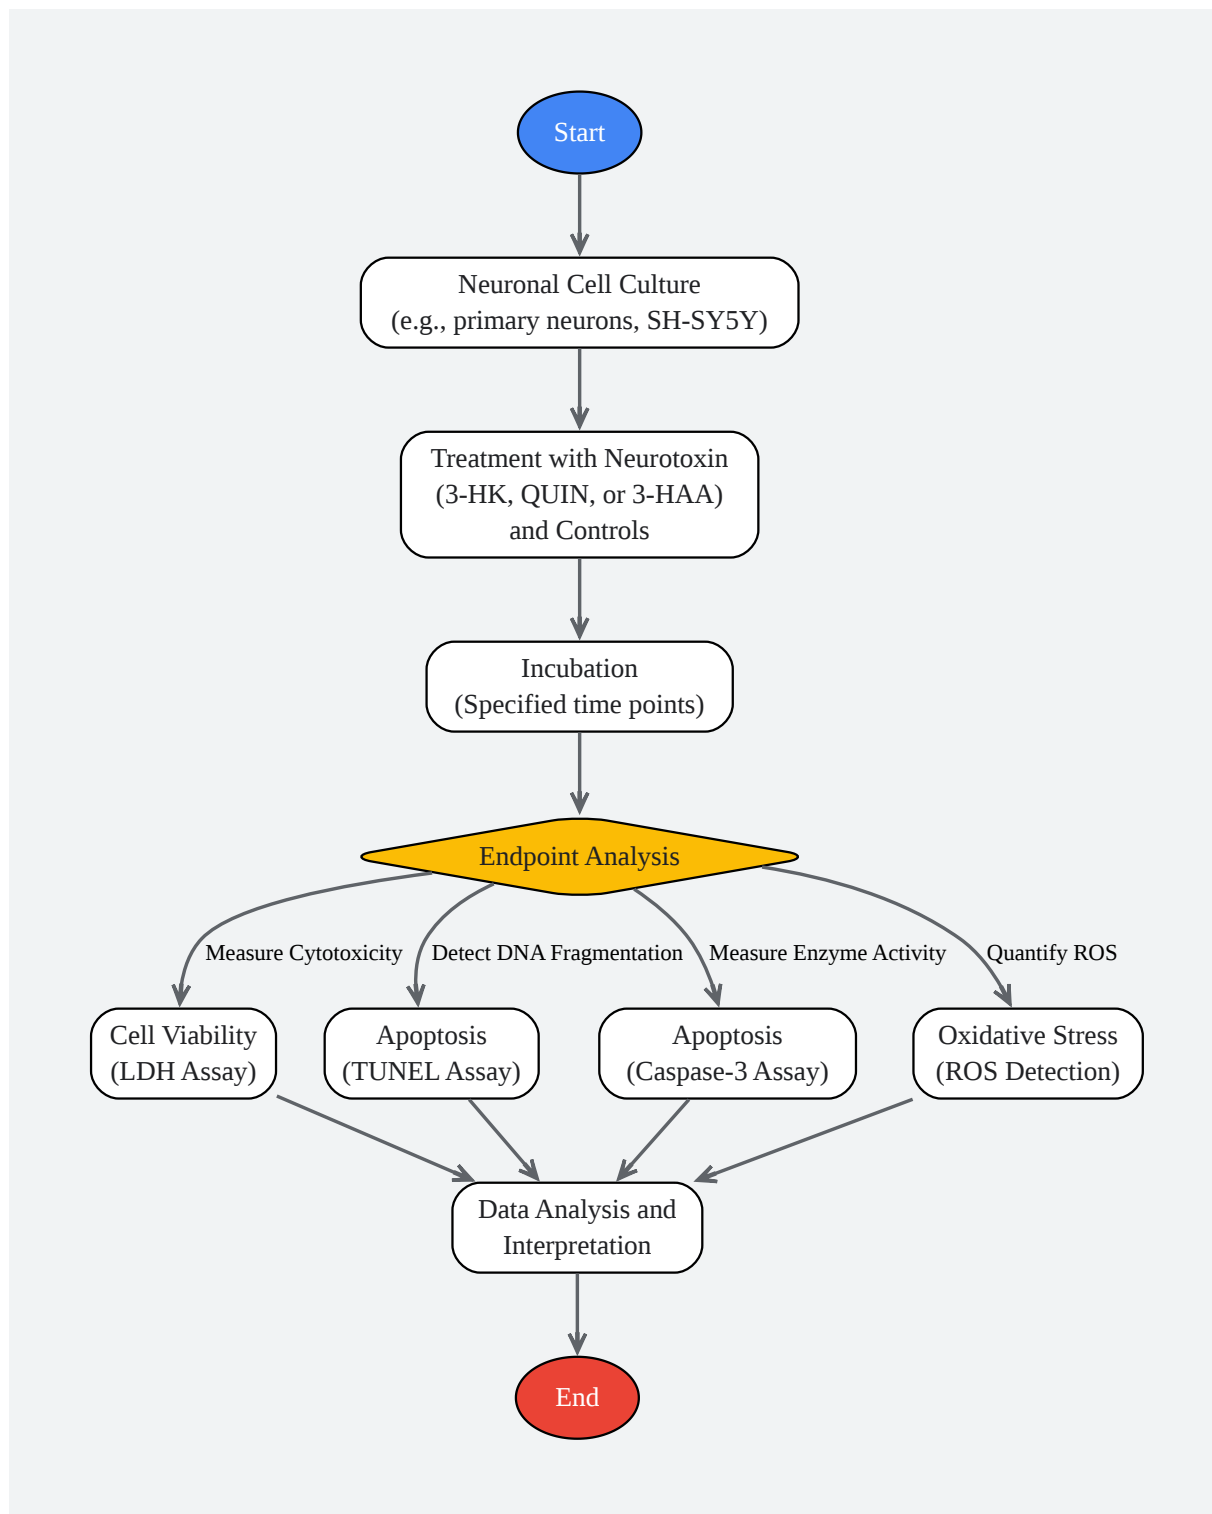 Start
Neuronal Cell Culture
(e.g., primary neurons, SH-SY5Y)
Treatment with Neurotoxin
(3-HK, QUIN, or 3-HAA)
and Controls
Incubation
(Specified time points)
Endpoint Analysis
Measure Cytotoxicity
Detect DNA Fragmentation
Measure Enzyme Activity
Quantify ROS
Cell Viability
(LDH Assay)
Apoptosis
(TUNEL Assay)
Apoptosis
(Caspase-3 Assay)
Oxidative Stress
(ROS Detection)
Data Analysis and
Interpretation
End